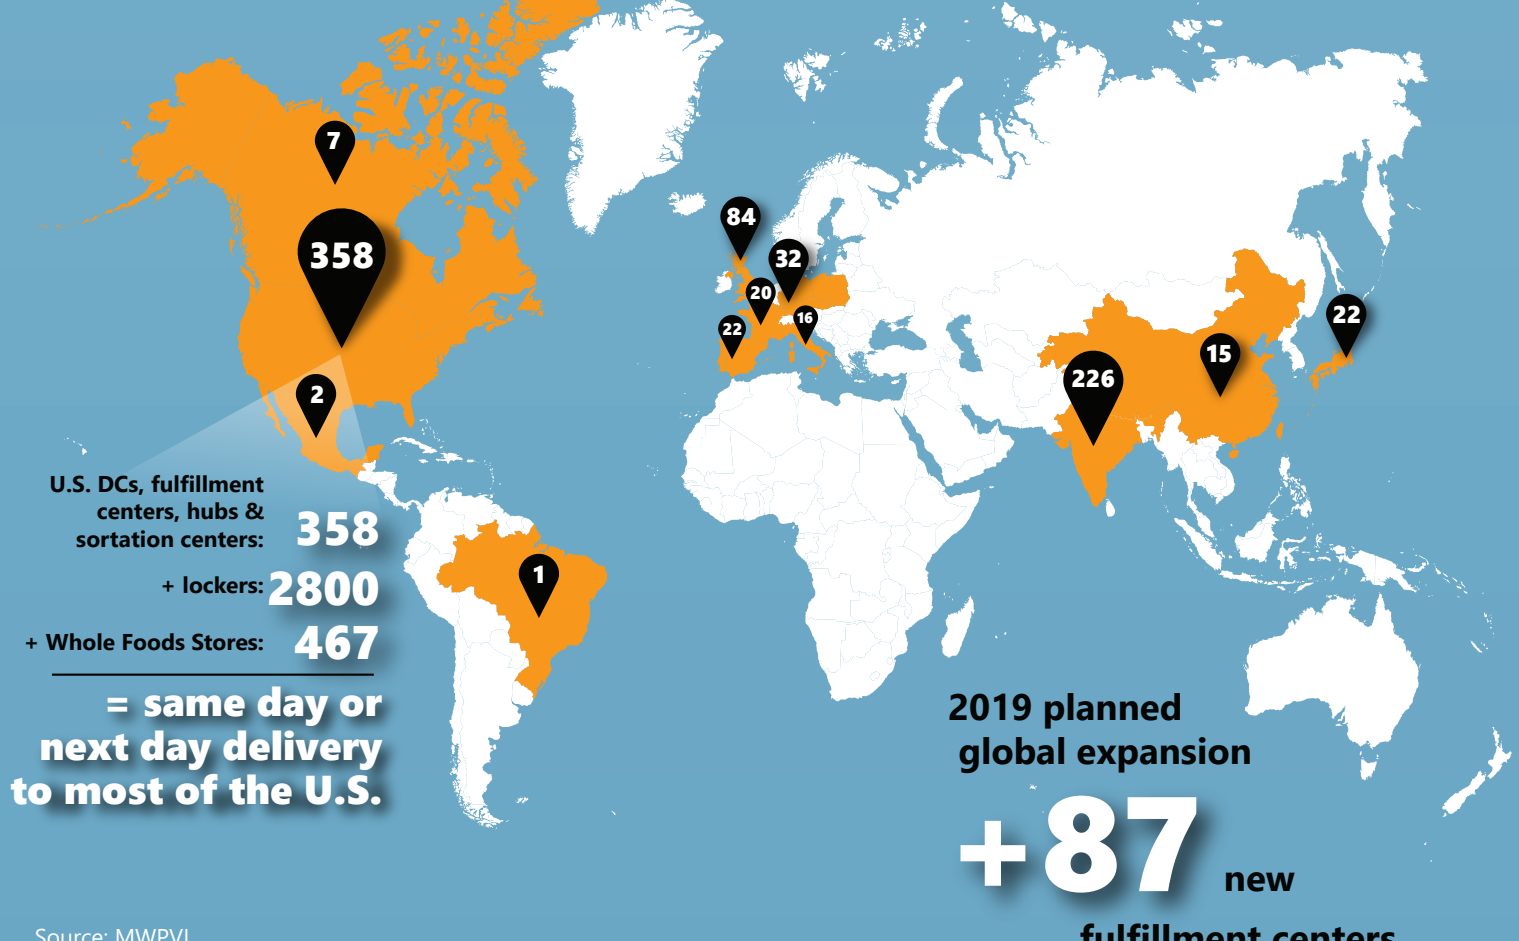 7
358
84
32
20
16
22
22
15
226
2
1
U.S. DCs, fulfillment
centers, hubs &
sortation centers: 358
+ lockers: 2800
+ Whole Foods Stores: 467
= same day or
next day delivery
to most of the U.S.
2019 planned
global expansion
+87 new
fulfillment centers
Source: MWPVL